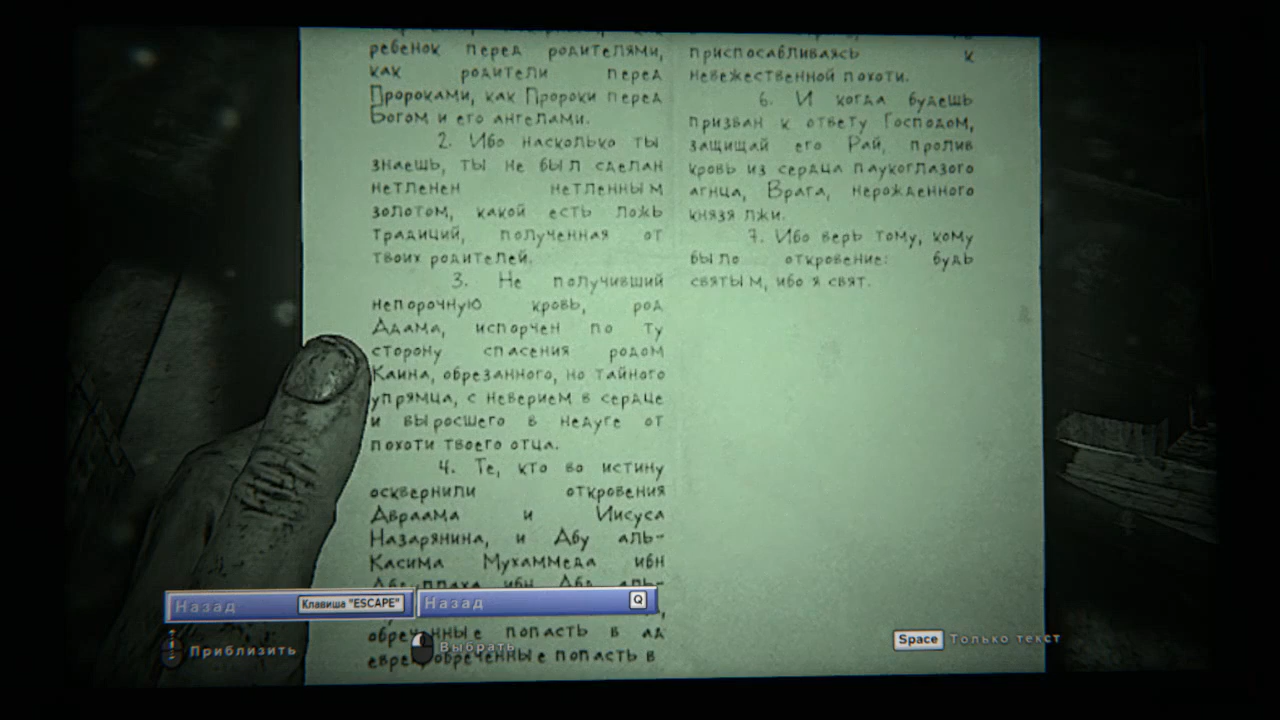 ребенок перед родителями,
как родители перед
Пророками, как Пророки перед
Богом и его ангелами.
2. Ибо насколько ты
знаешь, ты не был сделан
нетленен нетленным
золотом, какой есть ложь
традиций, полученная от
твоих родителей.
3. Не получивший
непорочную кровь, род
Адама, испорчен по ту
сторону спасения родом
Каина, обрезанного, но тайного
упрямца, с неверием в сердце
и выросшего в недуге от
похоти твоего отца.
4. Те, кто во истину
осквернили откровения
Авраама и Иисуса
Назарянина, и Абу аль-
Касима Мухаммеда ибн
ибн Абд аль-
попасть в ад
попасть в
приспосабливаясь к
невежественной похоти.
6. И когда будешь
призван к ответу Господом,
защищай его Рай, пролив
кровь из сердца паукоглазого
агнца, Врага, нерожденного
князя лжи.
7. Ибо верь тому, кому
было откровение: будь
святым, ибо я свят.
Назад Клавиша "ESCAPE"
Назад Q
Приблизить
Выбрать
Space Только текст